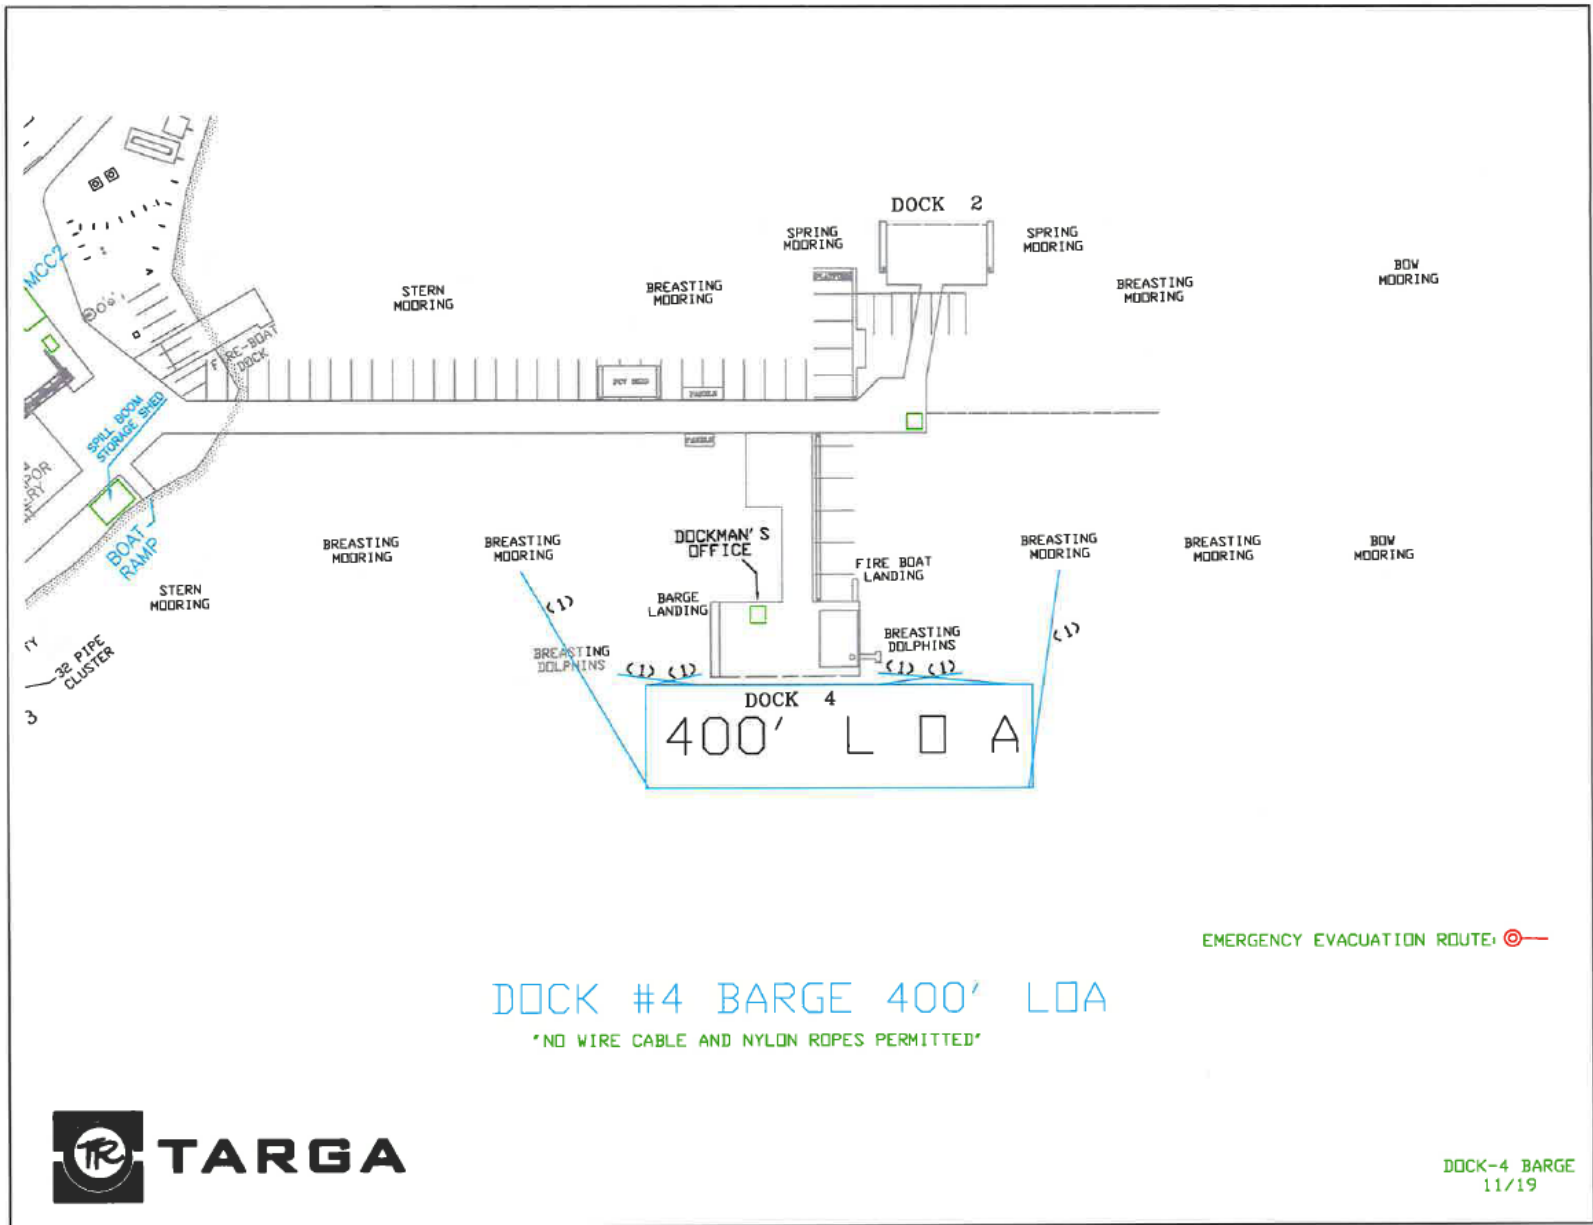 DOCK 2
SPRING
MOORING
SPRING
MOORING
STERN
MOORING
BREASTING
MOORING
BREASTING
MOORING
BOW
MOORING
MCC2
FIRE-BOAT
DOCK
SPILL BOOM
STORAGE SHED
BOAT
RAMP
STERN
MOORING
BREASTING
MOORING
BREASTING
MOORING
DOCKMAN'S
OFFICE
BREASTING
MOORING
BREASTING
MOORING
BOW
MOORING
FIRE BOAT
LANDING
BARGE
LANDING
(1)
(1)
BREASTING
DOLPHINS
BREASTING
DOLPHINS
(1) (1)
(1) (1)
32 PIPE
CLUSTER
3
DOCK 4
400' L O A
EMERGENCY EVACUATION ROUTE:
DOCK #4 BARGE 400' LOA
"NO WIRE CABLE AND NYLON ROPES PERMITTED"
TR TARGA
DOCK-4 BARGE
11/19